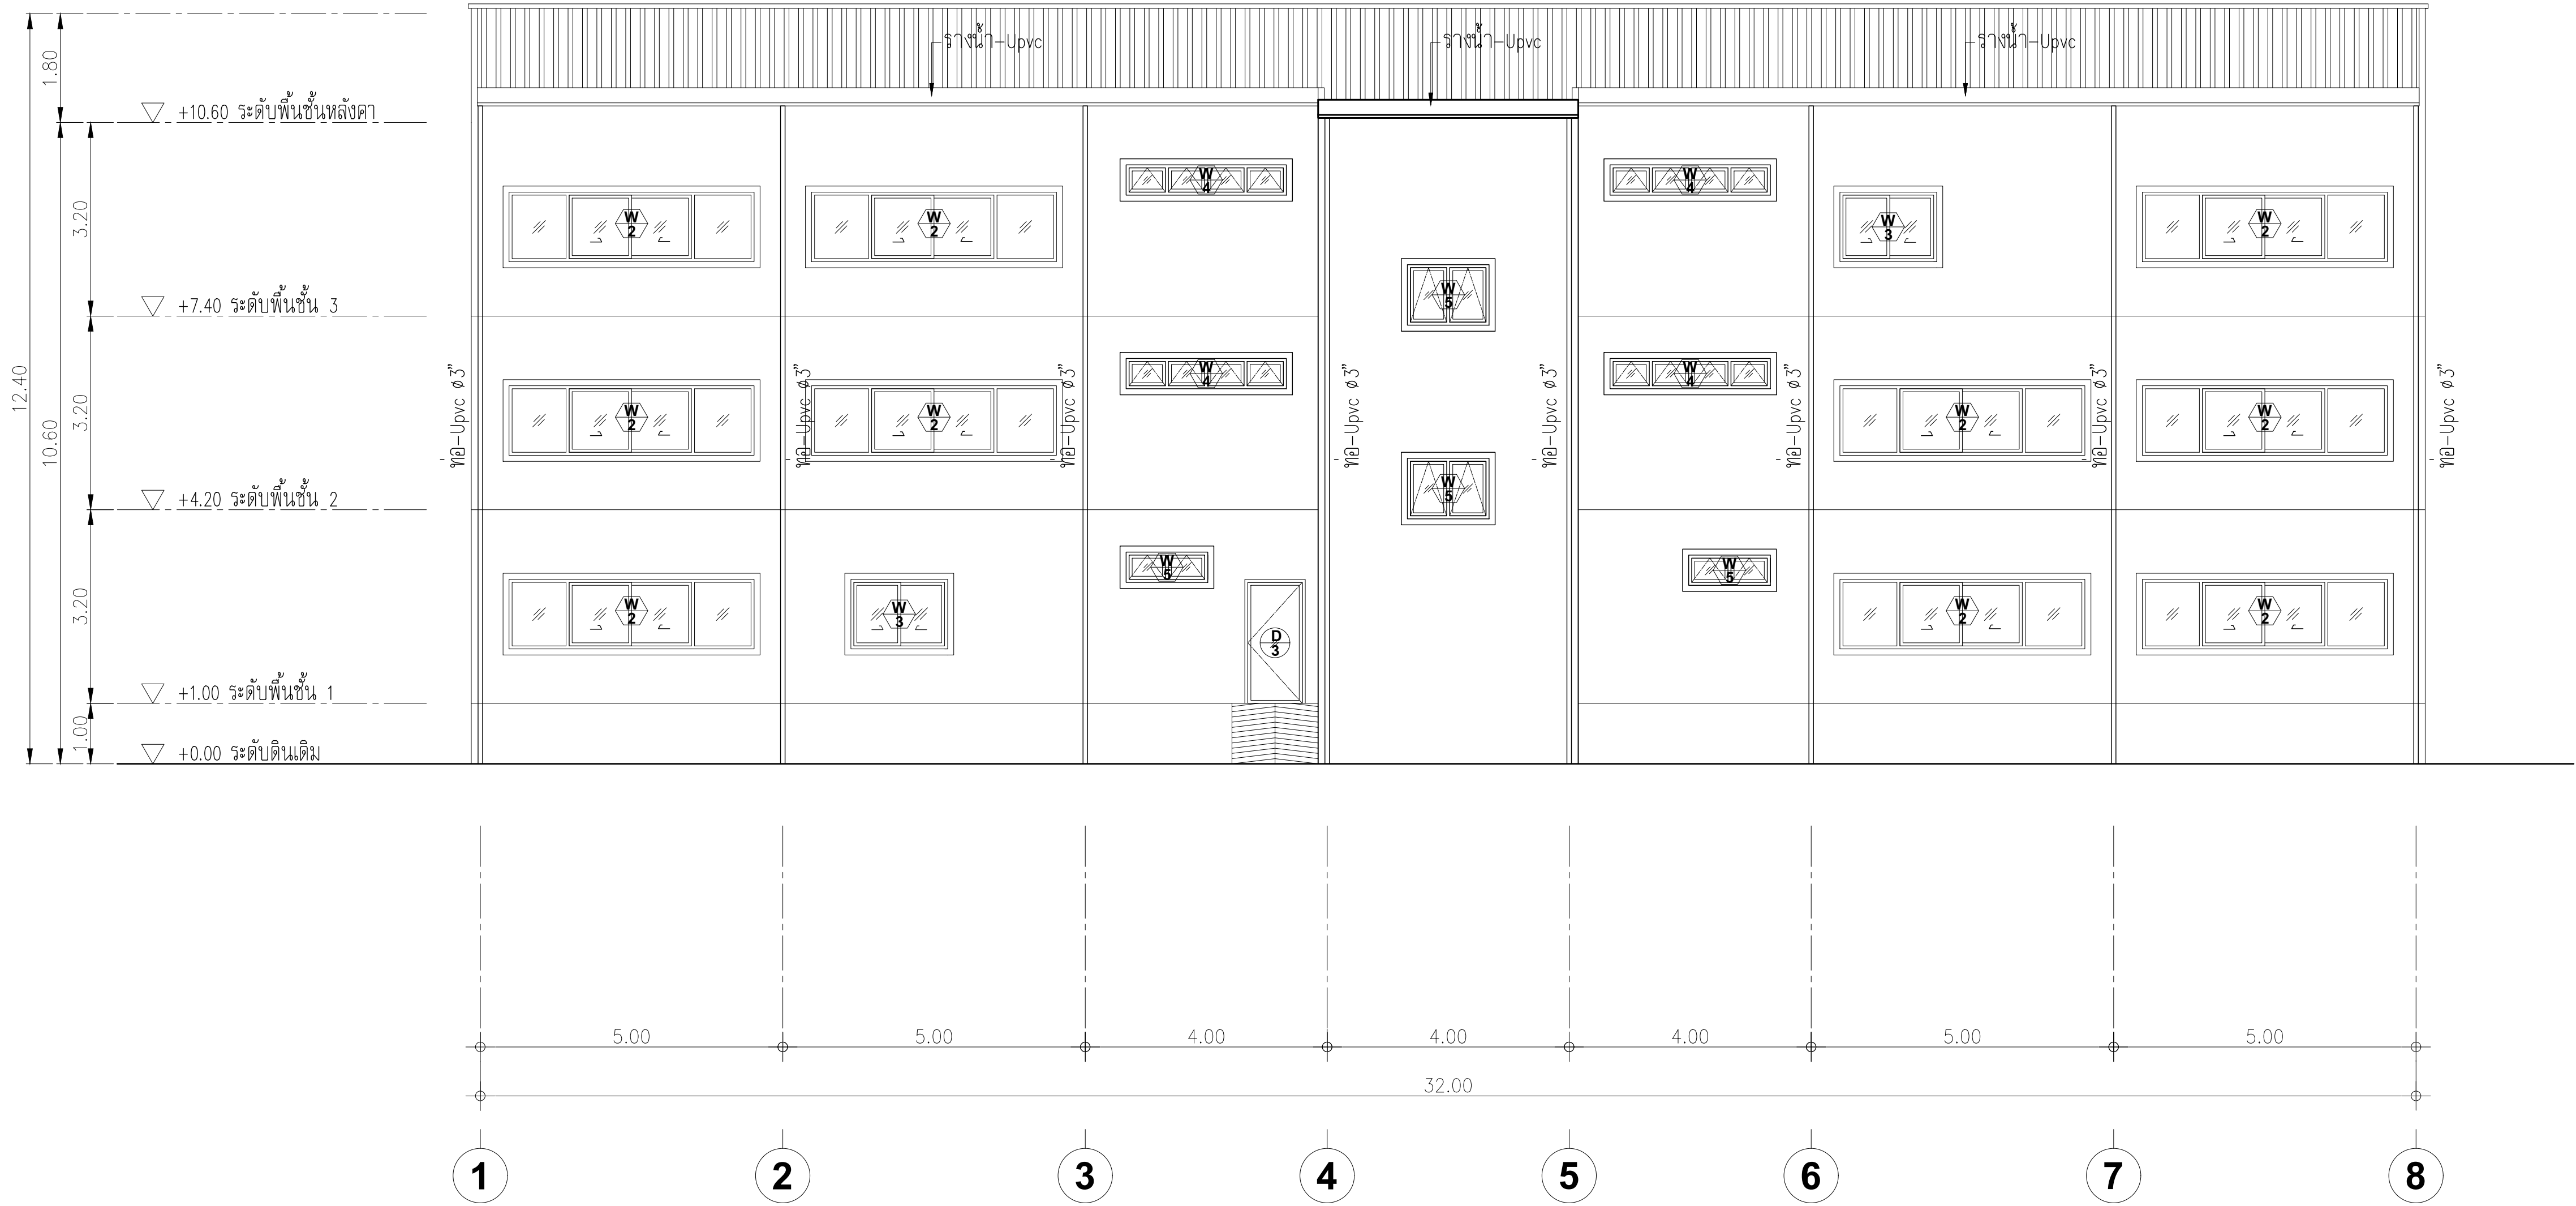 รางน้ำ-Upvc
รางน้ำ-Upvc
รางน้ำ-Upvc
1.80
+10.60 ระดับพื้นชั้นหลังคา
W 4
W 4
3.20
W 2
W 2
W 3
W 2
W 5
+7.40 ระดับพื้นชั้น 3
12.40
10.60
3.20
W 4
W 4
ท่อ-Upvc ø3"
ท่อ-Upvc ø3"
ท่อ-Upvc ø3"
ท่อ-Upvc ø3"
ท่อ-Upvc ø3"
ท่อ-Upvc ø3"
ท่อ-Upvc ø3"
ท่อ-Upvc ø3"
W 2
W 2
W 2
W 2
W 5
+4.20 ระดับพื้นชั้น 2
3.20
W 5
W 5
W 2
W 3
W 2
W 2
D 3
+1.00 ระดับพื้นชั้น 1
1.00
+0.00 ระดับดินเดิม
5.00 5.00 4.00 4.00 4.00 5.00 5.00
32.00
1 2 3 4 5 6 7 8